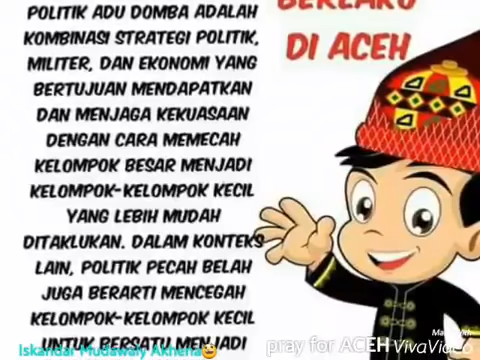 POLITIK ADU DOMBA ADALAH
KOMBINASI STRATEGI POLITIK,
MILITER, DAN EKONOMI YANG
BERTUJUAN MENDAPATKAN
DAN MENJAGA KEKUASAAN
DENGAN CARA MEMECAH
KELOMPOK BESAR MENJADI
KELOMPOK-KELOMPOK KECIL
YANG LEBIH MUDAH
DITAKLUKAN. DALAM KONTEKS
LAIN, POLITIK PECAH BELAH
JUGA BERARTI MENCEGAH
KELOMPOK-KELOMPOK KECIL
UNTUK BERSATU MENJADI
BERLAKU
DI ACEH
Iskandar Mudawaly Akhena
pray for ACEH
VivaVideo